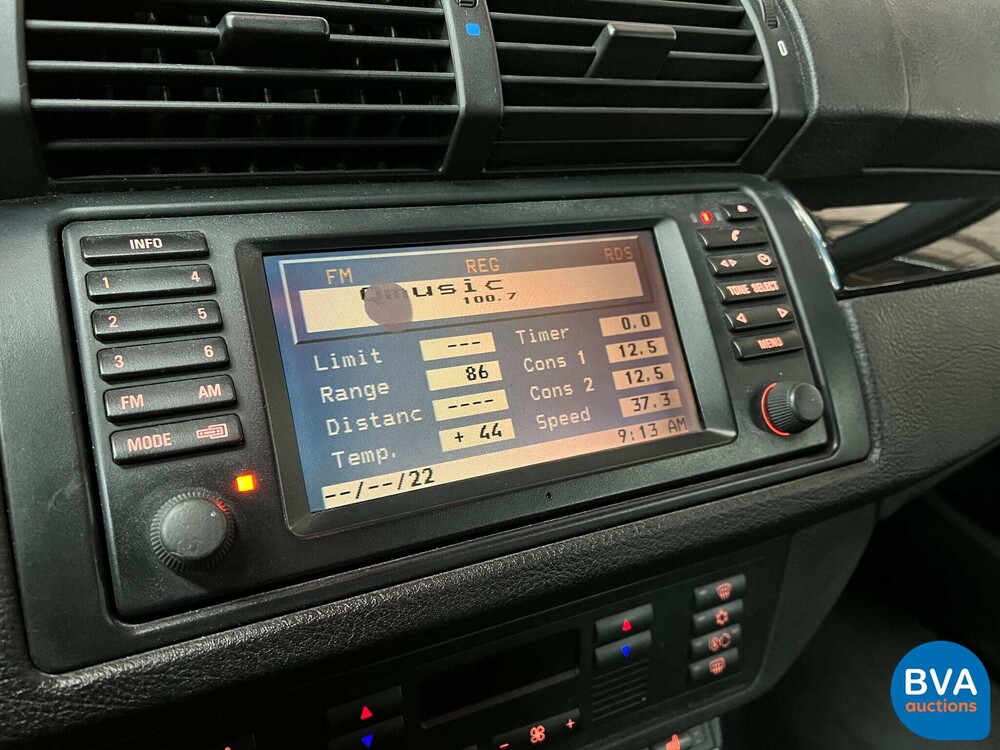 INFO
1 4
2 5
3 6
FM AM
MODE
FM REG RDS
Qmusic
100.7
Limit ---
Range 86
Distanc ----
Temp. + 44
Timer 0.0
Cons 1 12.5
Cons 2 12.5
Speed 37.3
--/--/22 9:13 AM
TONE SELECT
MENU
BVA
auctions